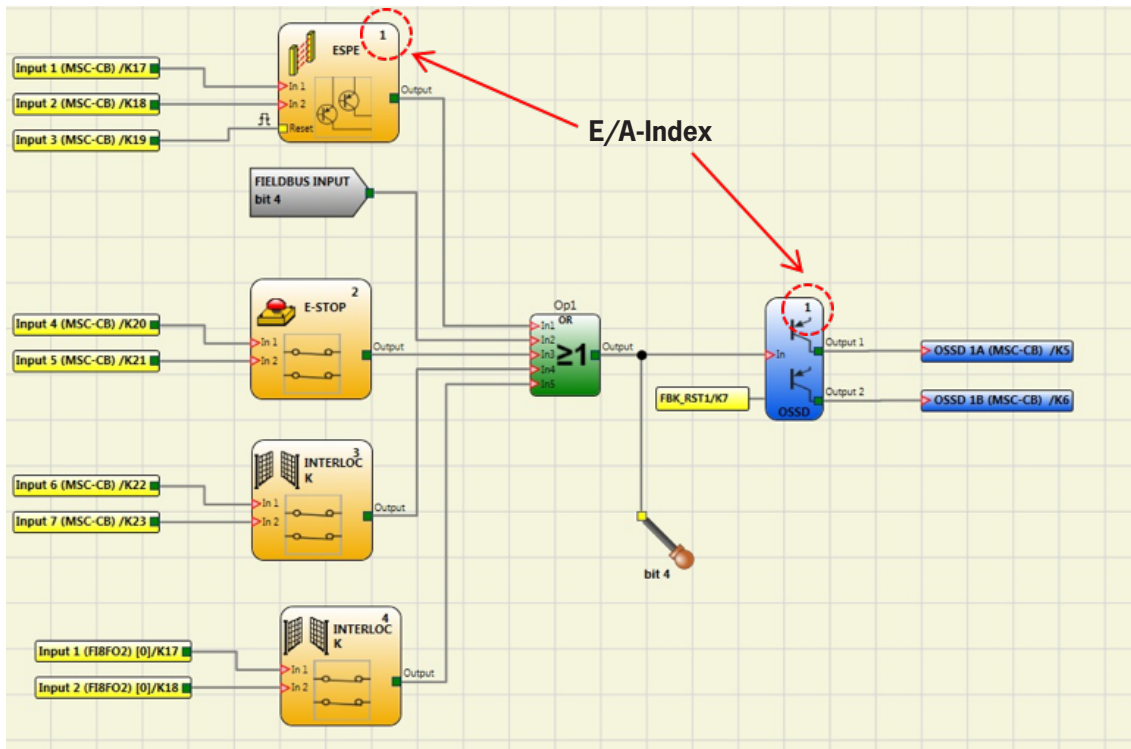 1
ESPE
Input 1 (MSC-CB) /K17
In 1
Output
Input 2 (MSC-CB) /K18
In 2
Input 3 (MSC-CB) /K19
Reset
E/A-Index
FIELDBUS INPUT
bit 4
2
E-STOP
Input 4 (MSC-CB) /K20
In 1
Input 5 (MSC-CB) /K21
In 2
Output
Op1
OR
In1
In2
In3
In4
In5
≥1
Output
1
In
Output 1
Output 2
OSSD
FBK_RST1/K7
OSSD 1A (MSC-CB) /K5
OSSD 1B (MSC-CB) /K6
3
INTERLOC
K
Input 6 (MSC-CB) /K22
In 1
Input 7 (MSC-CB) /K23
In 2
Output
bit 4
4
INTERLOC
K
Input 1 (FI8FO2) [0]/K17
In 1
Input 2 (FI8FO2) [0]/K18
In 2
Output